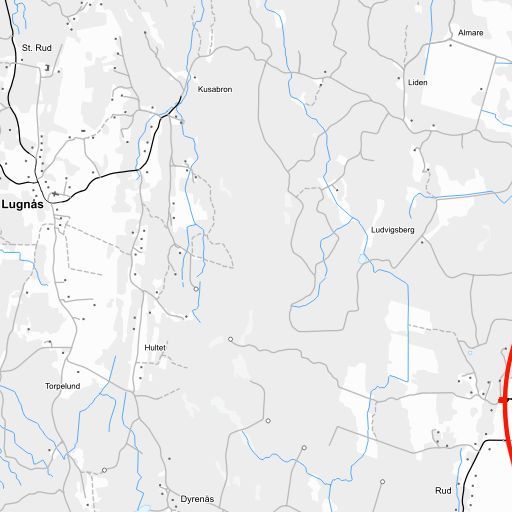 Almare
St. Rud
Liden
Kusabron
Lugnås
Ludvigsberg
Hultet
Torpelund
Rud
Dyrenäs